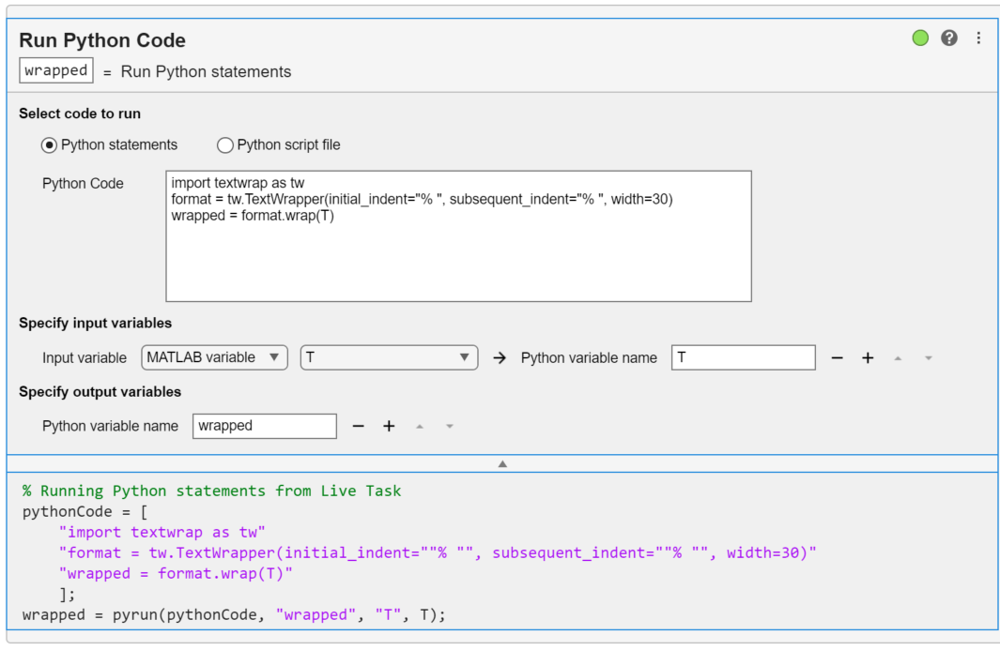 Run Python Code
wrapped = Run Python statements
Select code to run
Python statements Python script file
Python Code
import textwrap as tw
format = tw.TextWrapper(initial_indent="% ", subsequent_indent="% ", width=30)
wrapped = format.wrap(T)
Specify input variables
Input variable MATLAB variable T → Python variable name T − +
Specify output variables
Python variable name wrapped − +
% Running Python statements from Live Task
pythonCode = [
"import textwrap as tw"
"format = tw.TextWrapper(initial_indent=""% "", subsequent_indent=""% "", width=30)"
"wrapped = format.wrap(T)"
];
wrapped = pyrun(pythonCode, "wrapped", "T", T);